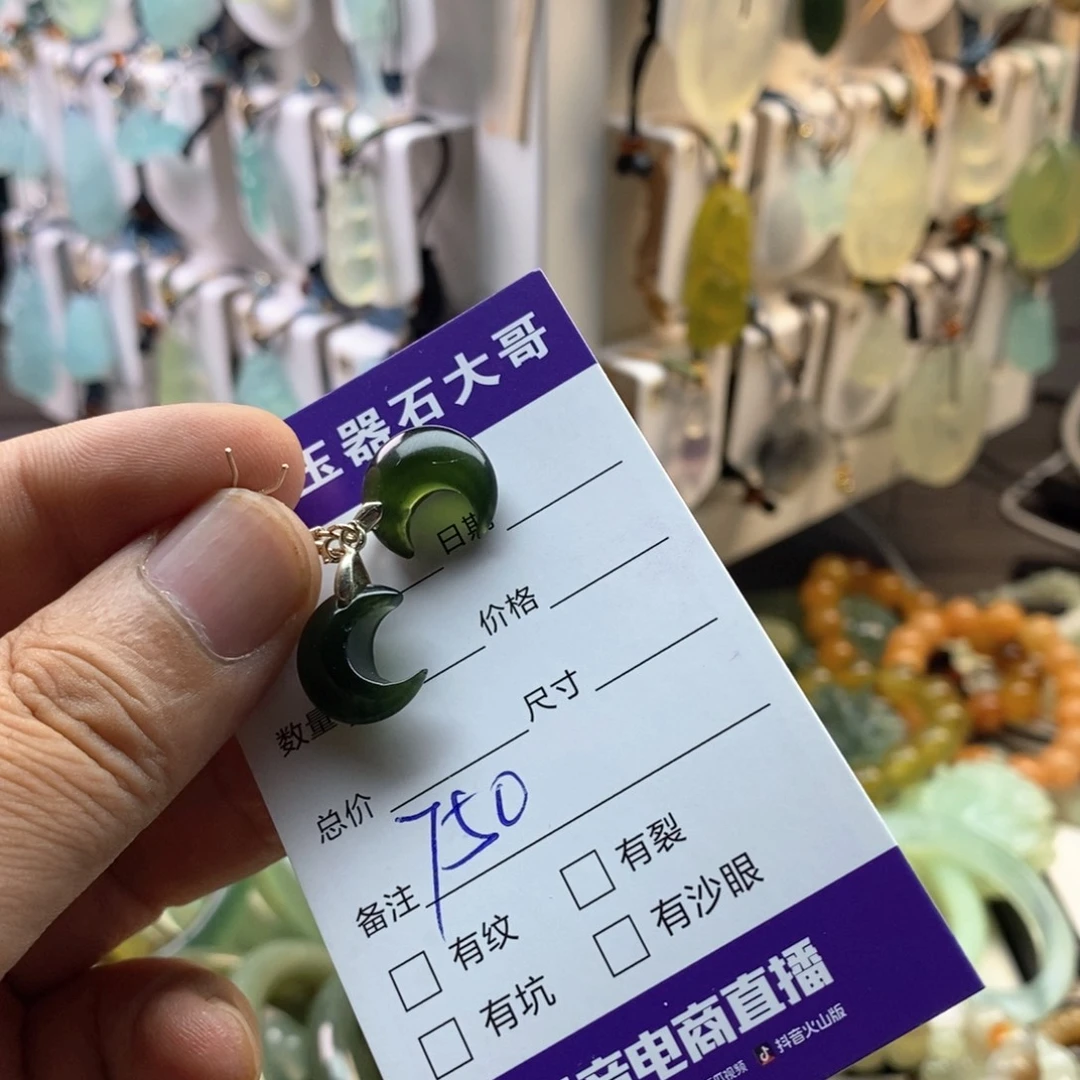 玉器石大哥
日期
价格
数量
尺寸
总价 750
备注
有纹
有裂
有坑
有沙眼
音电商直播
抖音火山版